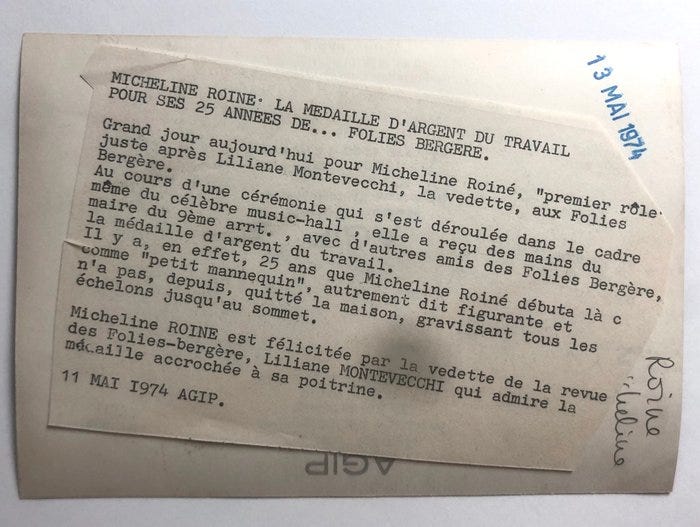 13 MAI 1974
MICHELINE ROINE· LA MEDAILLE D'ARGENT DU TRAVAIL
POUR SES 25 ANNEES DE... FOLIES BERGERE.
Grand jour aujourd'hui pour Micheline Roiné, "premier rôle·
juste après Liliane Montevecchi, la vedette, aux Folies
Bergère.
Au cours d'une cérémonie qui s'est déroulée dans le cadre
même du célèbre music-hall , elle a reçu des mains du
maire du 9ème arrt. , avec d'autres amis des Folies Bergère,
la médaille d'argent du travail.
Il y a, en effet, 25 ans que Micheline Roiné débuta là c
comme "petit mannequin", autrement dit figurante et
n'a pas, depuis, quitté la maison, gravissant tous les
échelons jusqu'au sommet.
Micheline ROINE est félicitée par la vedette de la revue
des Folies-bergère, Liliane MONTEVECCHI qui admire la
médaille accrochée à sa poitrine.
11 MAI I974 AGIP.
Roine
AGIP